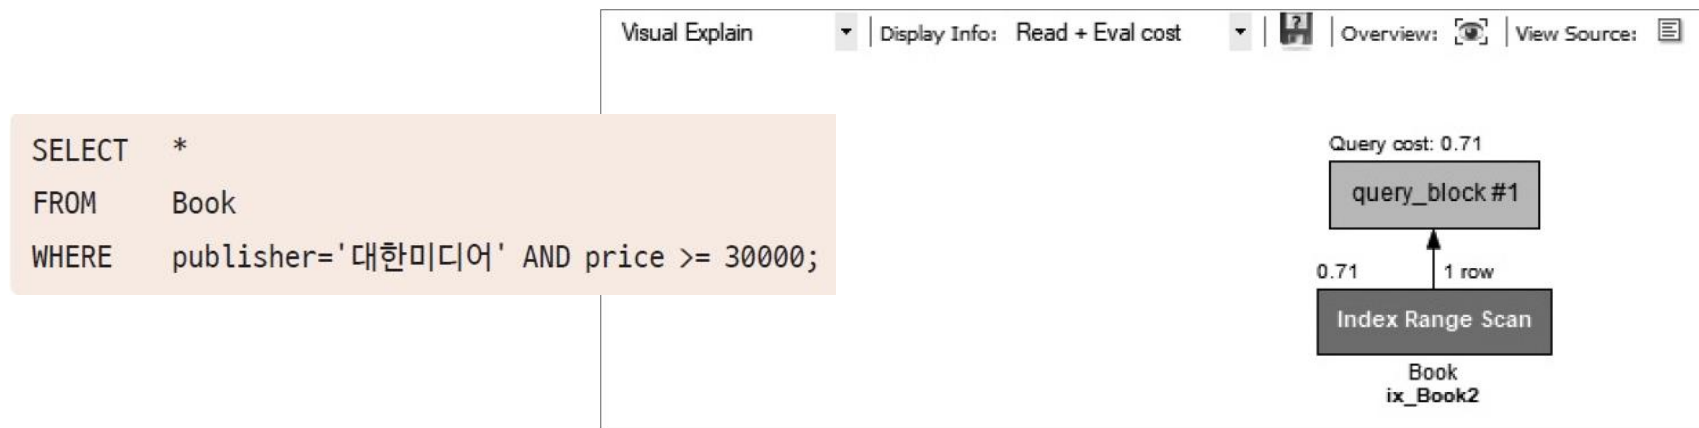 Visual Explain Display Info: Read + Eval cost Overview: View Source:
SELECT *
FROM Book
WHERE publisher='대한미디어' AND price >= 30000;
Query cost: 0.71
query_block #1
0.71 1 row
Index Range Scan
Book
ix_Book2